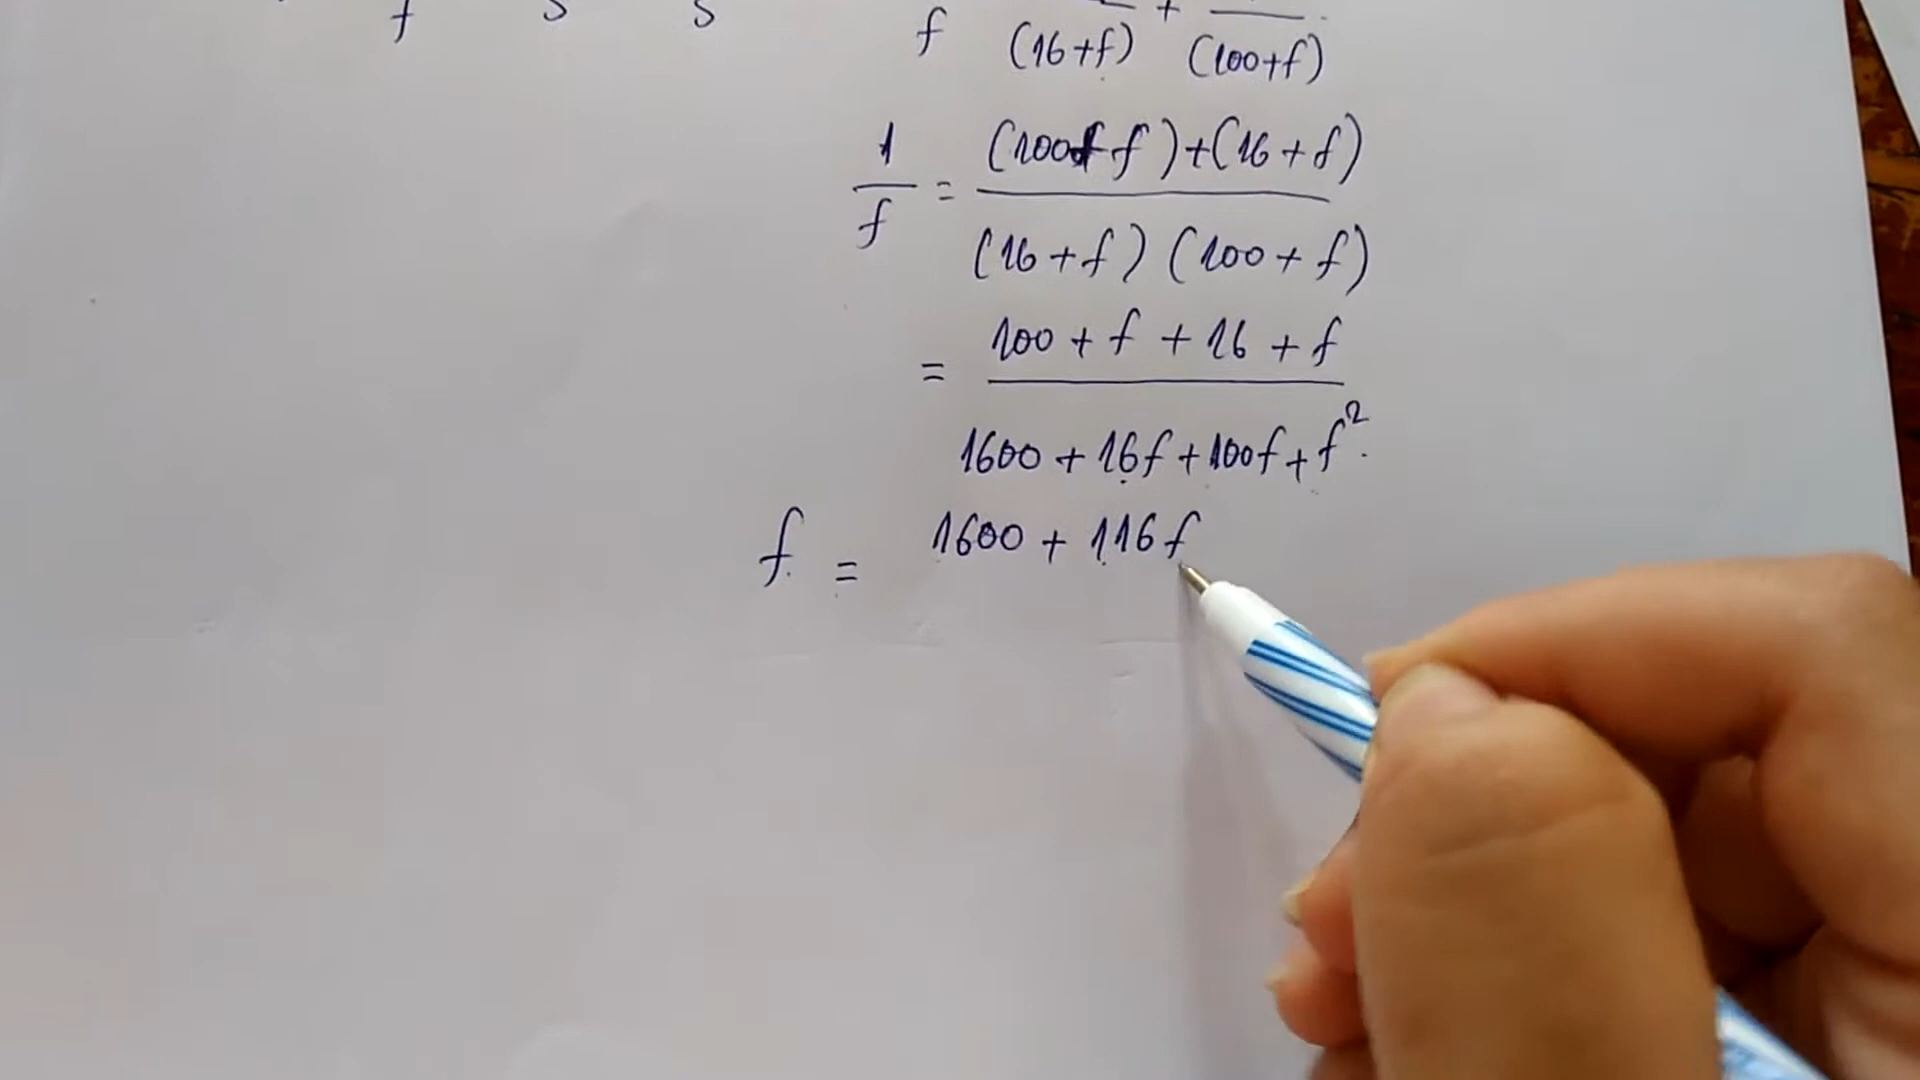 f s s f (16+f) + (100+f)
1/f = (100+f)+(16+f) / (16+f)(100+f)
= 100+f+16+f / 1600+16f+100f+f².
f = 1600+116f